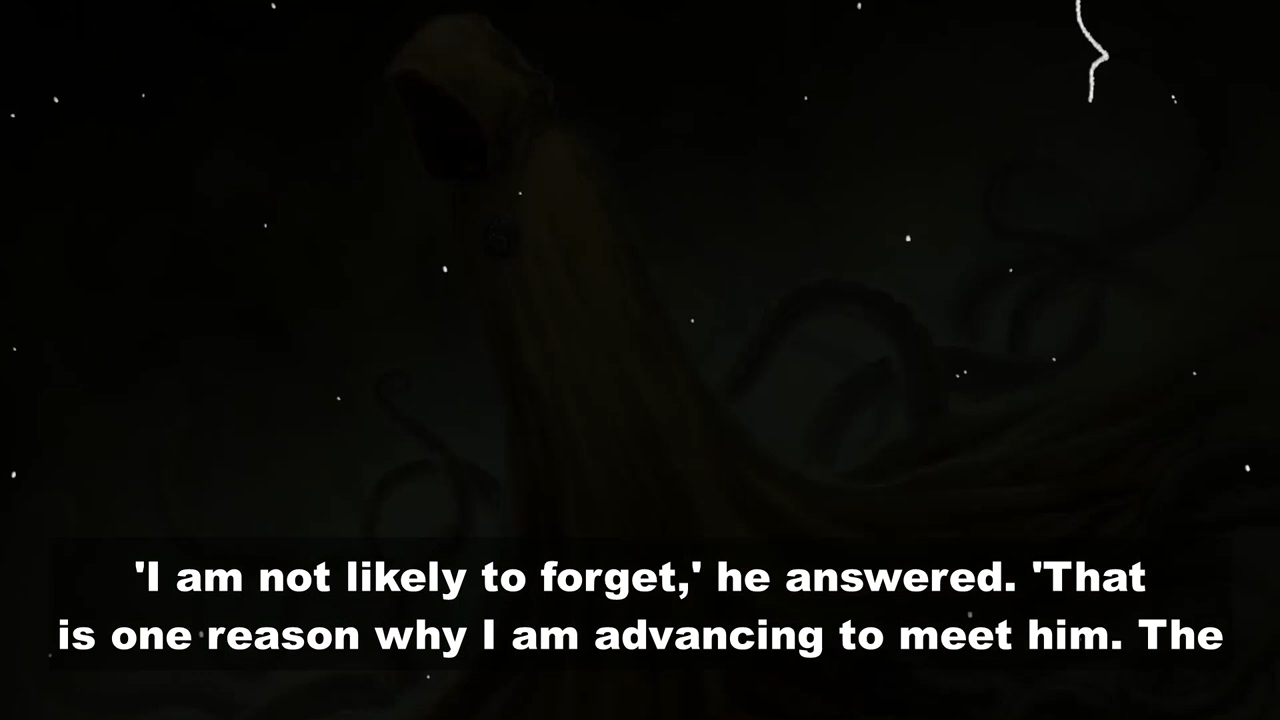 'I am not likely to forget,' he answered. 'That
is one reason why I am advancing to meet him. The